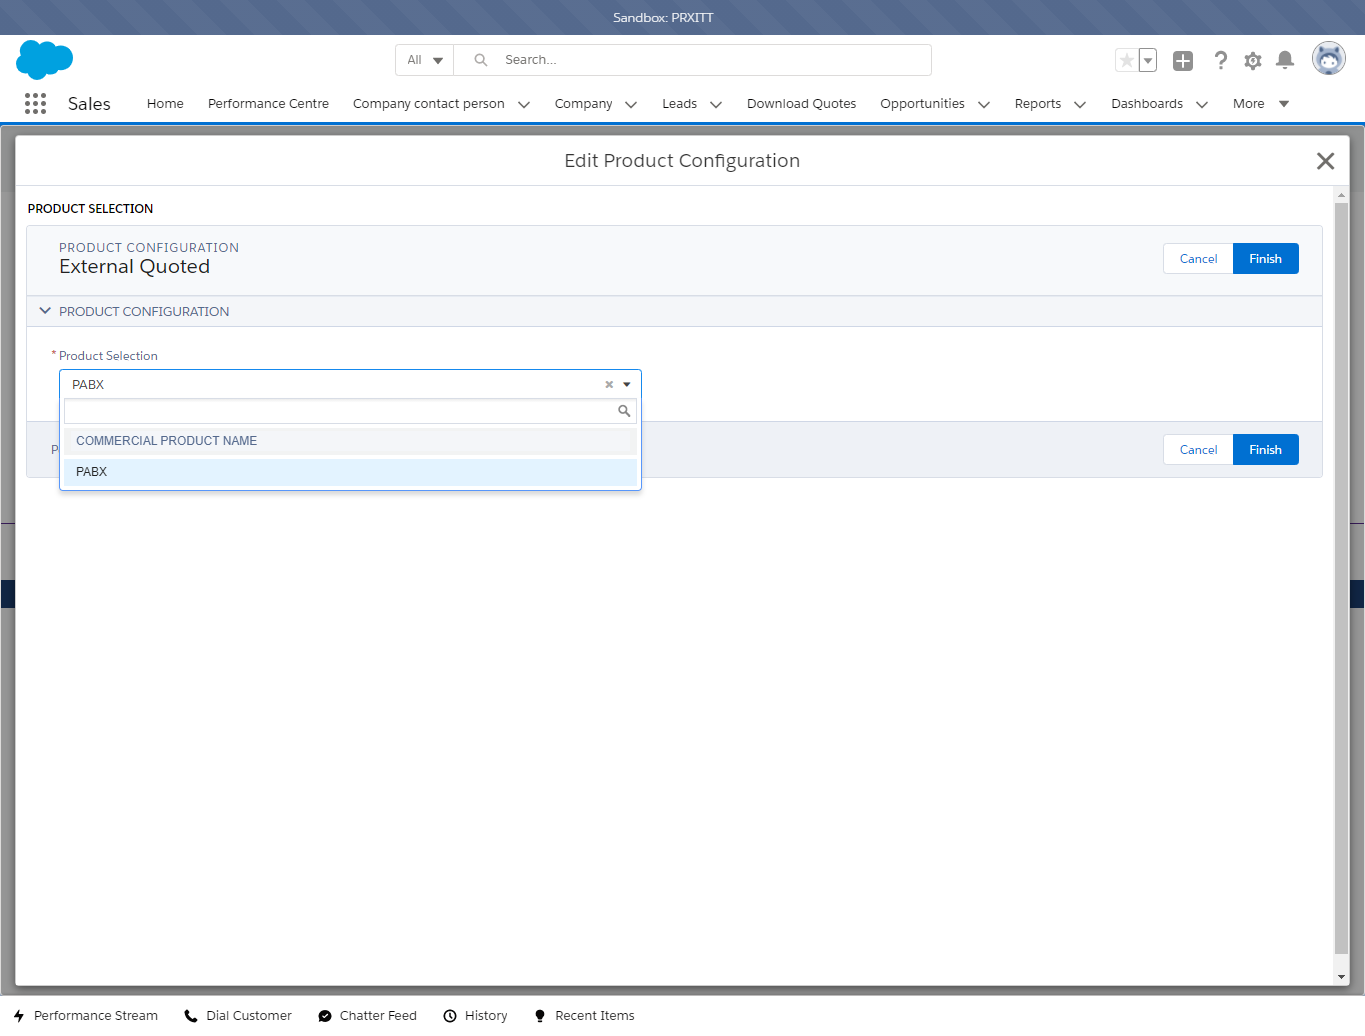 Sandbox: PRXITT
All
Search...
Sales
Home
Performance Centre
Company contact person
Company
Leads
Download Quotes
Opportunities
Reports
Dashboards
More
Edit Product Configuration
PRODUCT SELECTION
PRODUCT CONFIGURATION
External Quoted
Cancel
Finish
PRODUCT CONFIGURATION
* Product Selection
PABX
COMMERCIAL PRODUCT NAME
PABX
Cancel
Finish
Performance Stream
Dial Customer
Chatter Feed
History
Recent Items